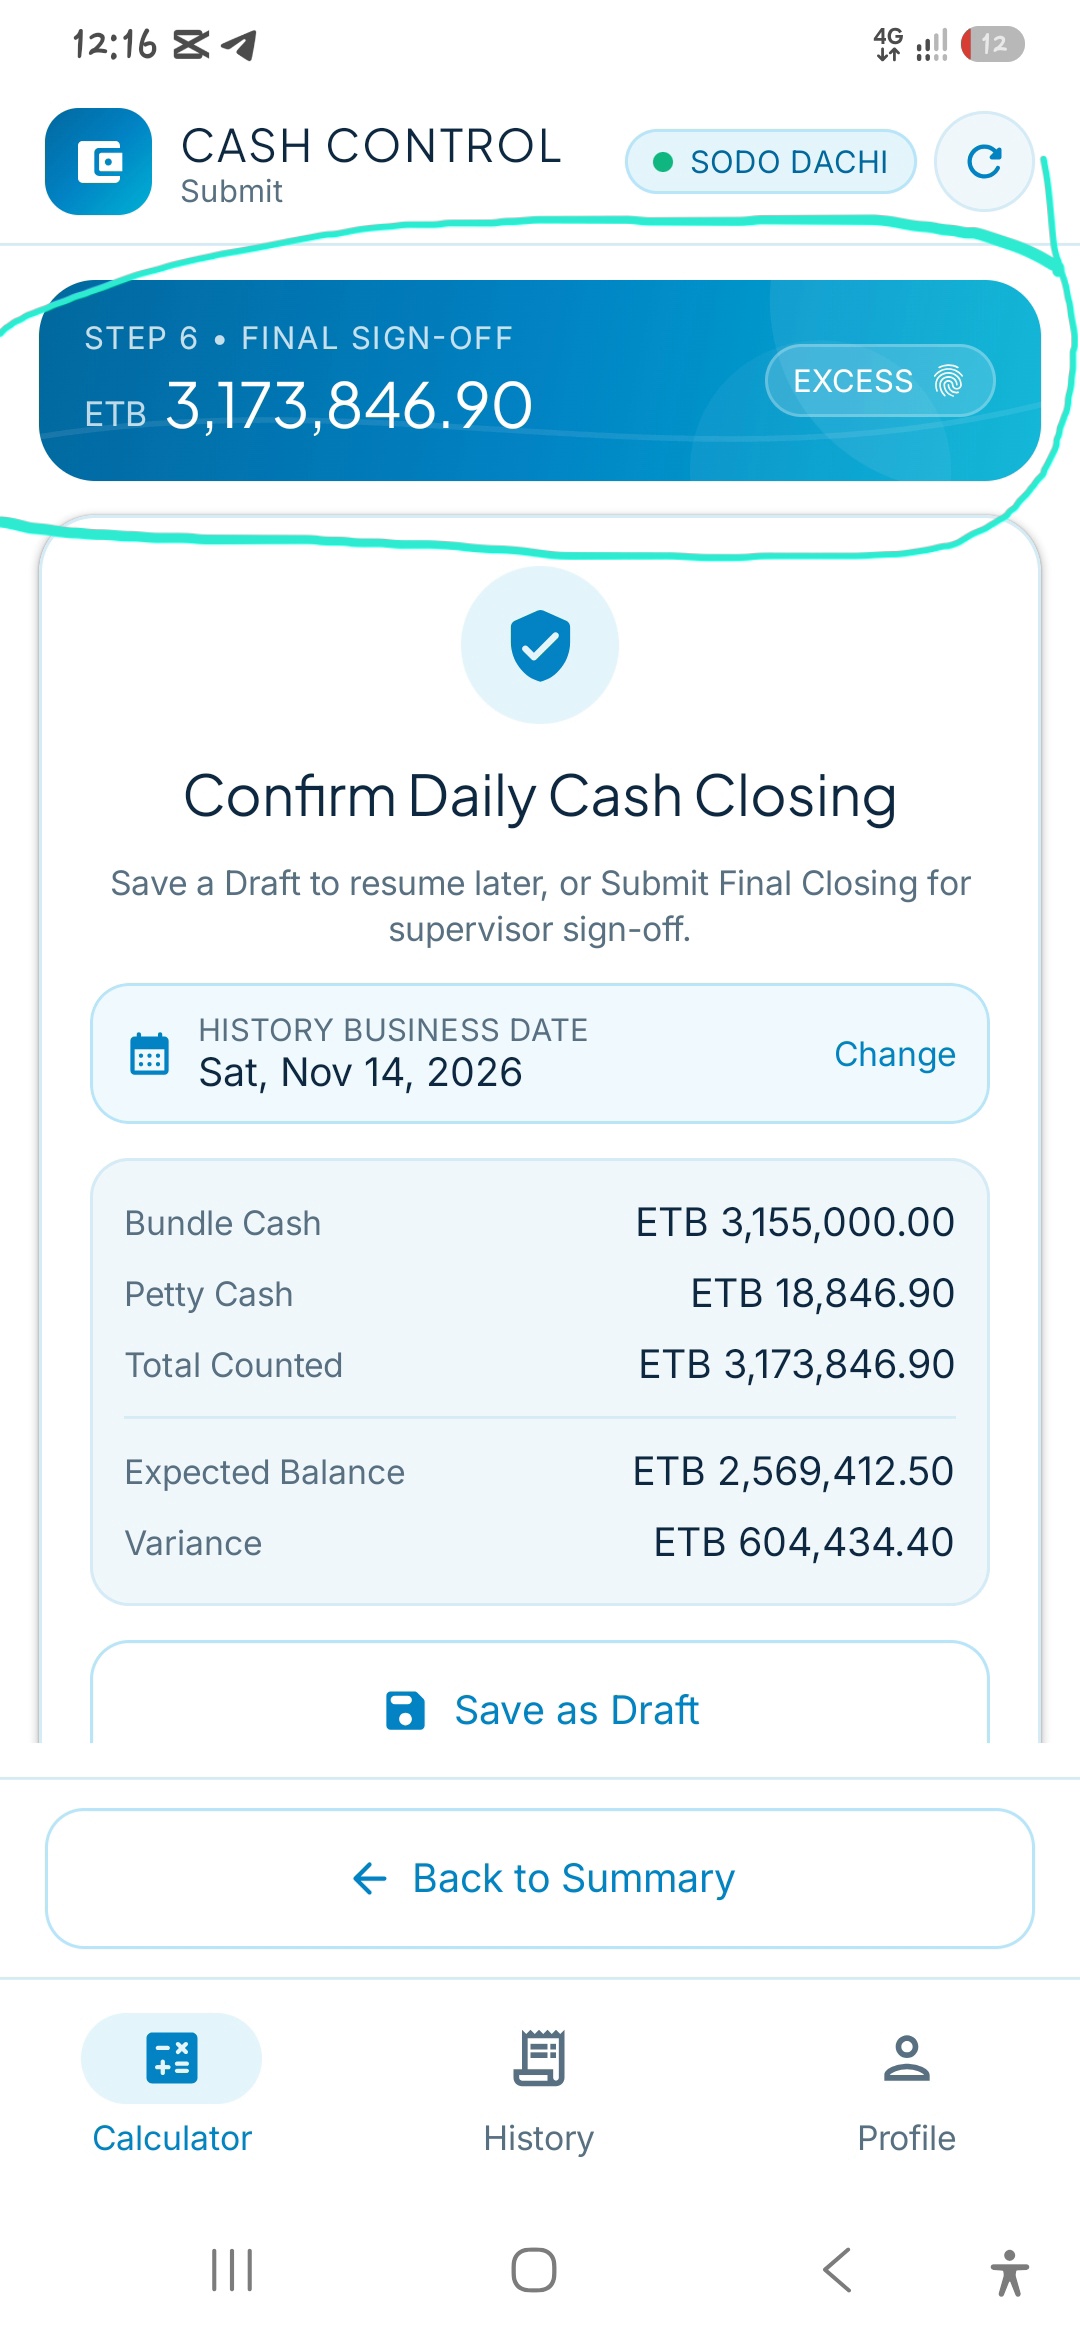 12:16
4G
12
CASH CONTROL
Submit
SODO DACHI
STEP 6 • FINAL SIGN-OFF
ETB 3,173,846.90
EXCESS
Confirm Daily Cash Closing
Save a Draft to resume later, or Submit Final Closing for
supervisor sign-off.
HISTORY BUSINESS DATE
Sat, Nov 14, 2026
Change
Bundle Cash ETB 3,155,000.00
Petty Cash ETB 18,846.90
Total Counted ETB 3,173,846.90
Expected Balance ETB 2,569,412.50
Variance ETB 604,434.40
Save as Draft
Back to Summary
Calculator
History
Profile